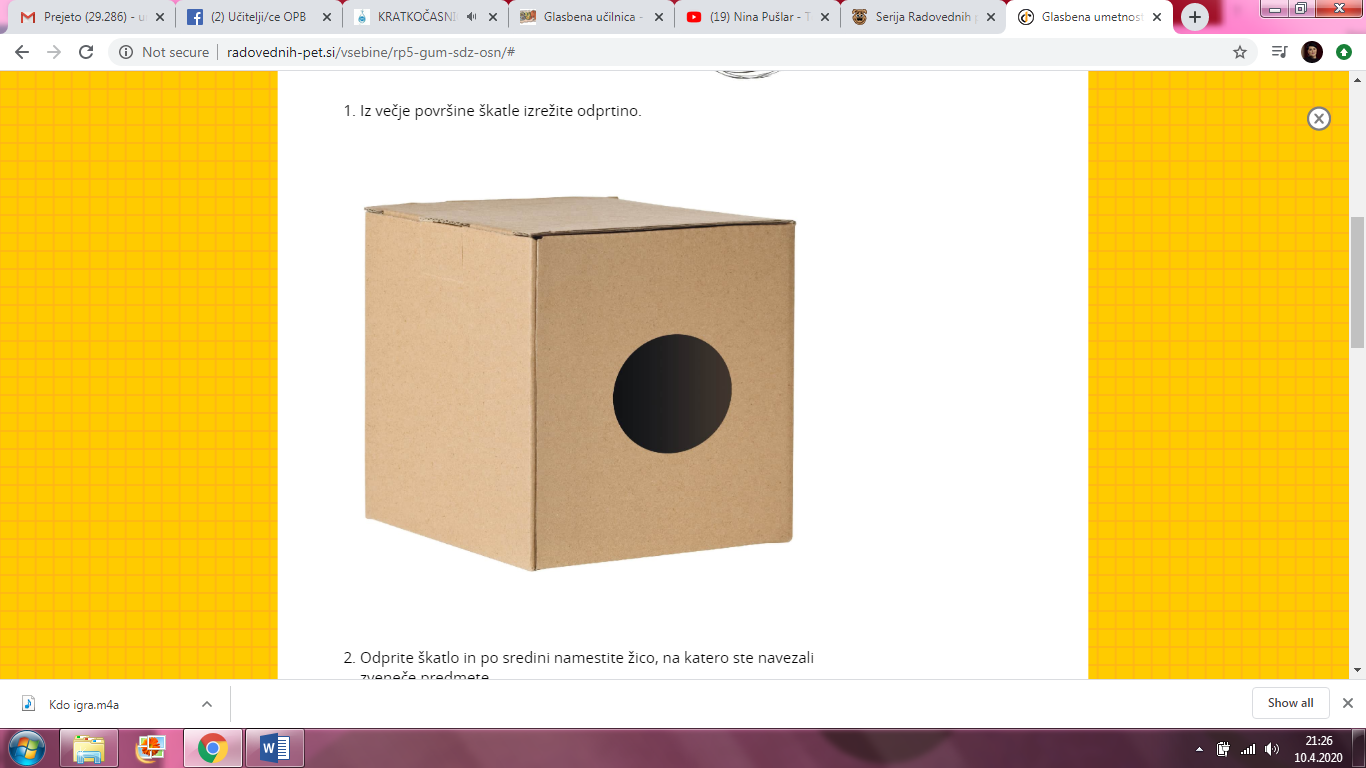 Prejeto (29.286) - u
(2) Učitelji/ce OPB
KRATKOČASNI
Glasbena učilnica -
(19) Nina Pušlar - T
Serija Radovednih p
Glasbena umetnost
Not secure
radovednih-pet.si/vsebine/rp5-gum-sdz-osn/#
1. Iz večje površine škatle izrežite odprtino.
2. Odprite škatlo in po sredini namestite žico, na katero ste navezali
zveneče predmete
Kdo igra.m4a
Show all
21:26
10.4.2020